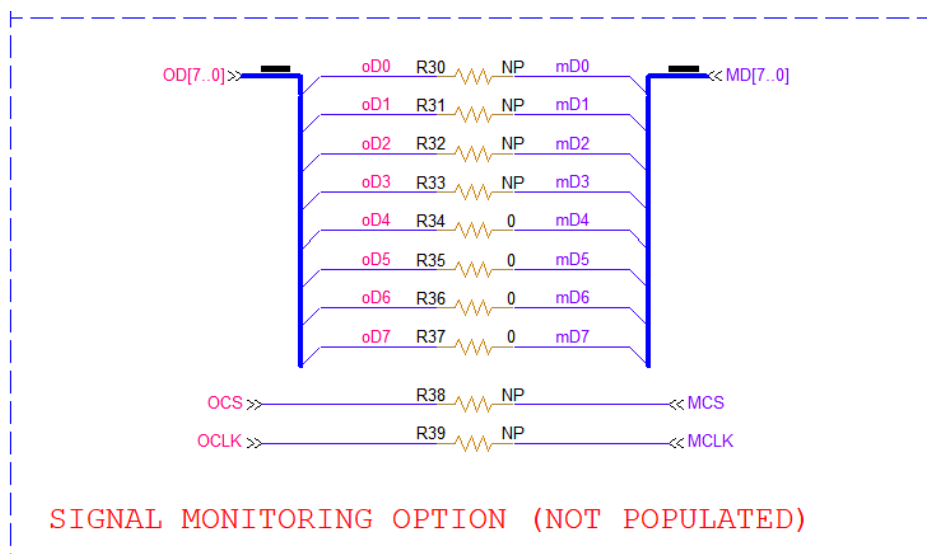 OD[7..0] oD0 R30 NP mD0 MD[7..0]
oD1 R31 NP mD1
oD2 R32 NP mD2
oD3 R33 NP mD3
oD4 R34 0 mD4
oD5 R35 0 mD5
oD6 R36 0 mD6
oD7 R37 0 mD7
OCS R38 NP MCS
OCLK R39 NP MCLK
SIGNAL MONITORING OPTION (NOT POPULATED)